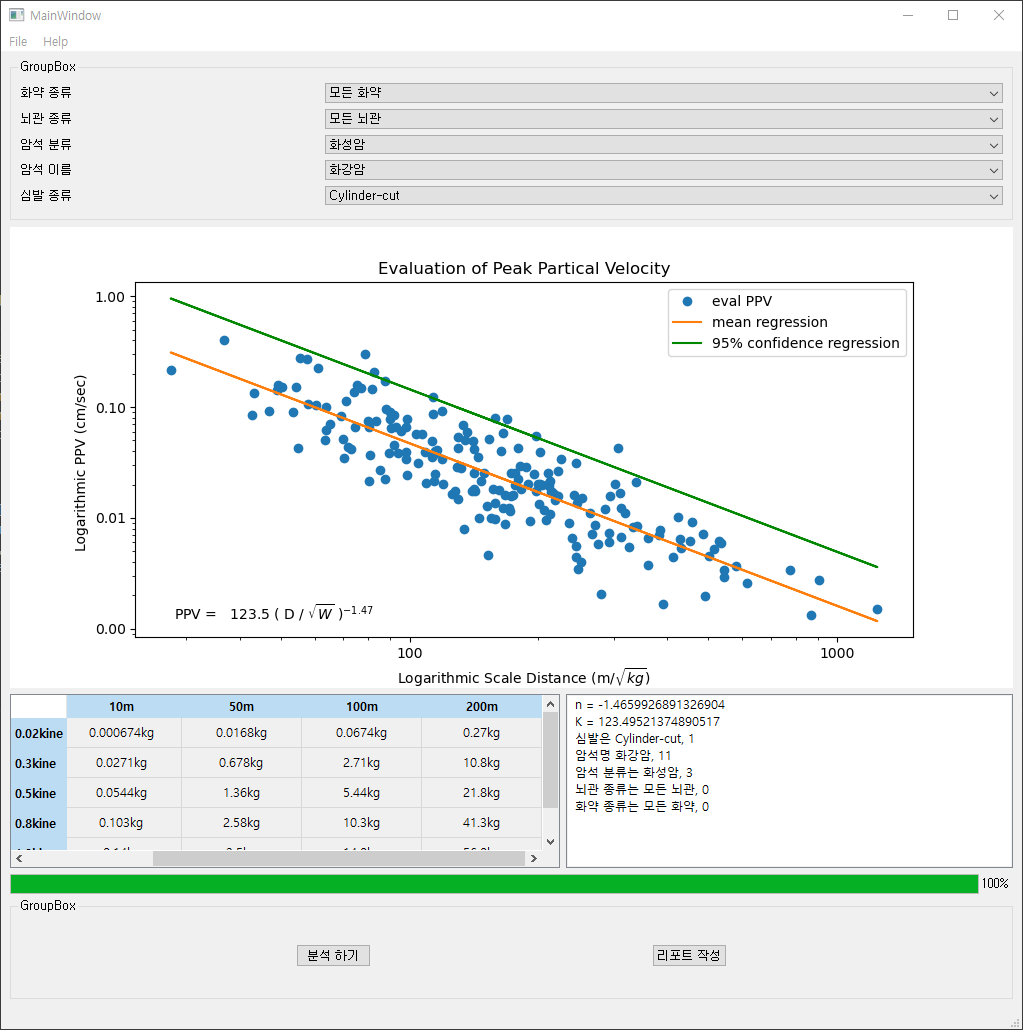 MainWindow
File Help
GroupBox
화약 종류 모든 화약
뇌관 종류 모든 뇌관
암석 분류 화성암
암석 이름 화강암
심발 종류 Cylinder-cut
Evaluation of Peak Partical Velocity
eval PPV
mean regression
95% confidence regression
1.00
0.10
0.01
0.00
Logarithmic PPV (cm/sec)
PPV = 123.5 ( D / √W )⁻¹·⁴⁷
100 1000
Logarithmic Scale Distance (m/√kg)
10m 50m 100m 200m
0.02kine 0.000674kg 0.0168kg 0.0674kg 0.27kg
0.3kine 0.0271kg 0.678kg 2.71kg 10.8kg
0.5kine 0.0544kg 1.36kg 5.44kg 21.8kg
0.8kine 0.103kg 2.58kg 10.3kg 41.3kg
n = -1.4659926891326904
K = 123.49521374890517
심발은 Cylinder-cut, 1
암석명 화강암, 11
암석 분류는 화성암, 3
뇌관 종류는 모든 뇌관, 0
화약 종류는 모든 화약, 0
100%
GroupBox
분석 하기 리포트 작성